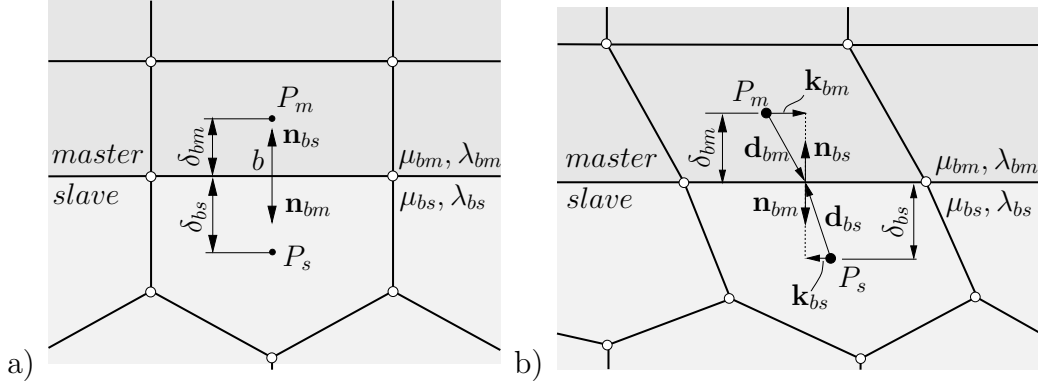 P_m
n_bs
δ_bm
b
master
μ_bm, λ_bm
slave
μ_bs, λ_bs
δ_bs
n_bm
P_s
a)
k_bm
P_m
δ_bm
d_bm
n_bs
master
μ_bm, λ_bm
slave
μ_bs, λ_bs
n_bm
d_bs
δ_bs
P_s
k_bs
b)